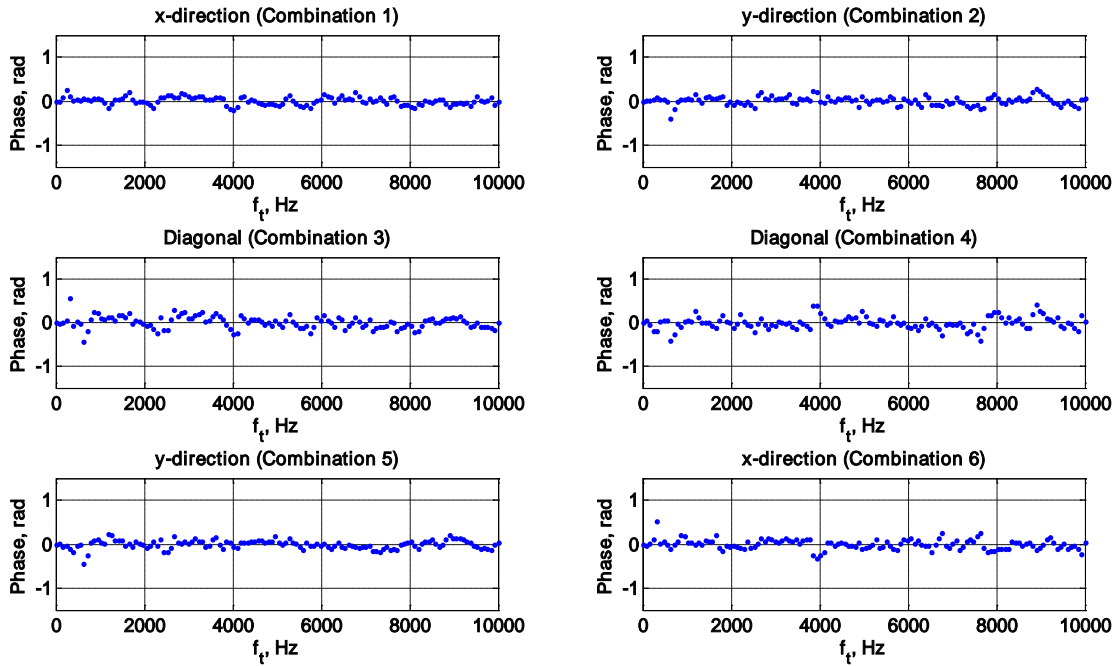 x-direction (Combination 1)
Phase, rad
1
0
-1
0 2000 4000 6000 8000 10000
f_t, Hz
y-direction (Combination 2)
Phase, rad
1
0
-1
0 2000 4000 6000 8000 10000
f_t, Hz
Diagonal (Combination 3)
Phase, rad
1
0
-1
0 2000 4000 6000 8000 10000
f_t, Hz
Diagonal (Combination 4)
Phase, rad
1
0
-1
0 2000 4000 6000 8000 10000
f_t, Hz
y-direction (Combination 5)
Phase, rad
1
0
-1
0 2000 4000 6000 8000 10000
f_t, Hz
x-direction (Combination 6)
Phase, rad
1
0
-1
0 2000 4000 6000 8000 10000
f_t, Hz